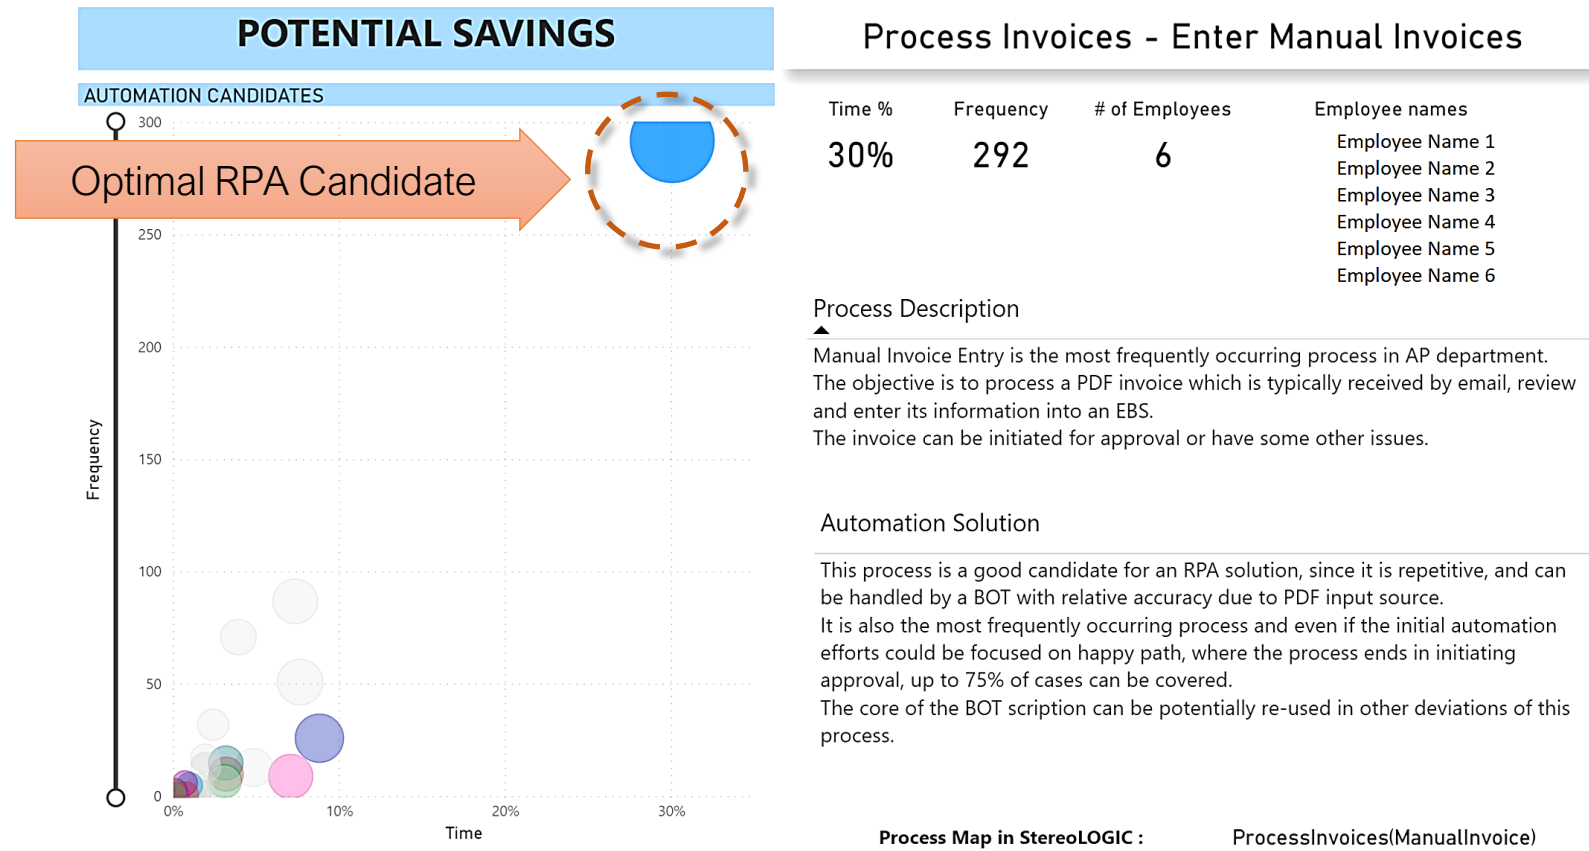 POTENTIAL SAVINGS
AUTOMATION CANDIDATES
300
Optimal RPA Candidate
250
200
150
100
50
0
Frequency
0% 10% 20% 30%
Time
Process Invoices - Enter Manual Invoices
Time % Frequency # of Employees Employee names
30% 292 6
Employee Name 1
Employee Name 2
Employee Name 3
Employee Name 4
Employee Name 5
Employee Name 6
Process Description
Manual Invoice Entry is the most frequently occurring process in AP department.
The objective is to process a PDF invoice which is typically received by email, review
and enter its information into an EBS.
The invoice can be initiated for approval or have some other issues.
Automation Solution
This process is a good candidate for an RPA solution, since it is repetitive, and can
be handled by a BOT with relative accuracy due to PDF input source.
It is also the most frequently occurring process and even if the initial automation
efforts could be focused on happy path, where the process ends in initiating
approval, up to 75% of cases can be covered.
The core of the BOT scription can be potentially re-used in other deviations of this
process.
Process Map in StereoLOGIC : ProcessInvoices(ManualInvoice)